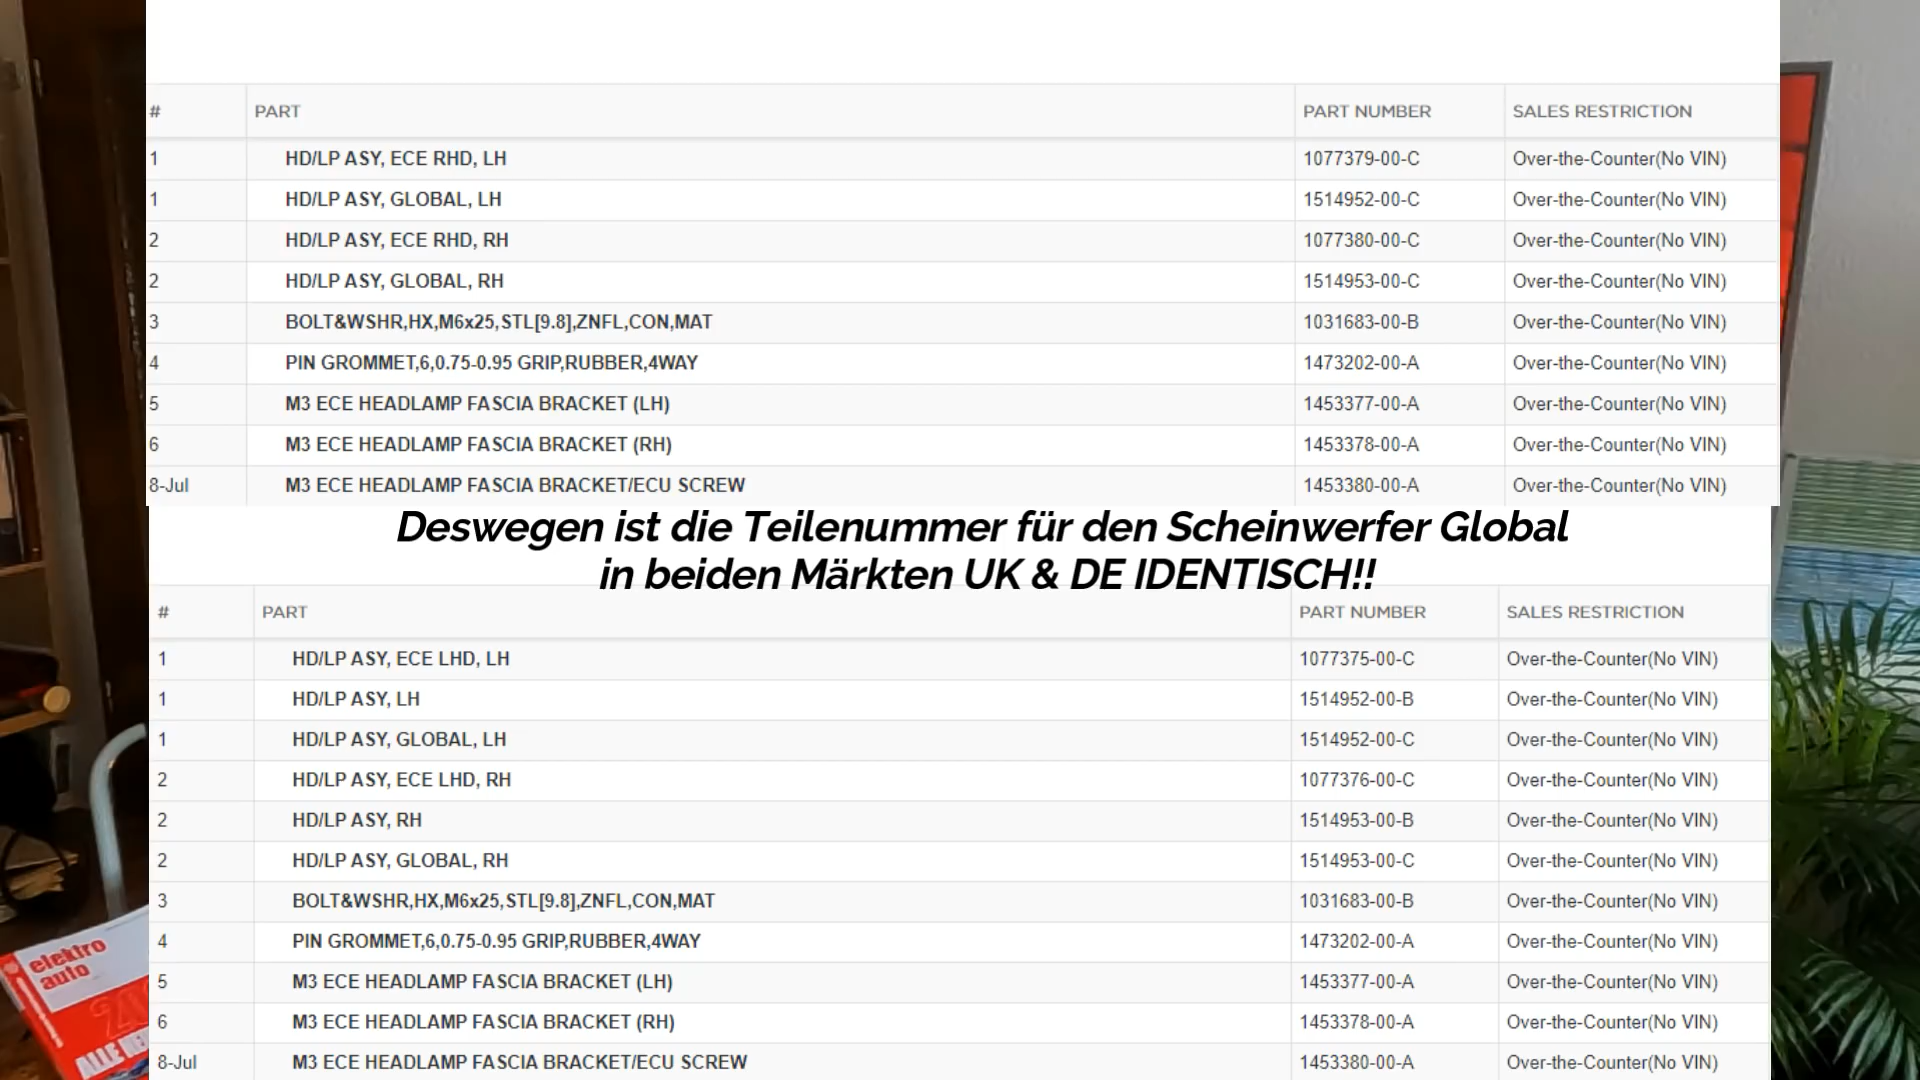 # PART PART NUMBER SALES RESTRICTION
1 HD/LP ASY, ECE RHD, LH 1077379-00-C Over-the-Counter(No VIN)
1 HD/LP ASY, GLOBAL, LH 1514952-00-C Over-the-Counter(No VIN)
2 HD/LP ASY, ECE RHD, RH 1077380-00-C Over-the-Counter(No VIN)
2 HD/LP ASY, GLOBAL, RH 1514953-00-C Over-the-Counter(No VIN)
3 BOLT&WSHR,HX,M6x25,STL[9.8],ZNFL,CON,MAT 1031683-00-B Over-the-Counter(No VIN)
4 PIN GROMMET,6,0.75-0.95 GRIP,RUBBER,4WAY 1473202-00-A Over-the-Counter(No VIN)
5 M3 ECE HEADLAMP FASCIA BRACKET (LH) 1453377-00-A Over-the-Counter(No VIN)
6 M3 ECE HEADLAMP FASCIA BRACKET (RH) 1453378-00-A Over-the-Counter(No VIN)
8-Jul M3 ECE HEADLAMP FASCIA BRACKET/ECU SCREW 1453380-00-A Over-the-Counter(No VIN)
Deswegen ist die Teilenummer für den Scheinwerfer Global
in beiden Märkten UK & DE IDENTISCH!!
# PART PART NUMBER SALES RESTRICTION
1 HD/LP ASY, ECE LHD, LH 1077375-00-C Over-the-Counter(No VIN)
1 HD/LP ASY, LH 1514952-00-B Over-the-Counter(No VIN)
1 HD/LP ASY, GLOBAL, LH 1514952-00-C Over-the-Counter(No VIN)
2 HD/LP ASY, ECE LHD, RH 1077376-00-C Over-the-Counter(No VIN)
2 HD/LP ASY, RH 1514953-00-B Over-the-Counter(No VIN)
2 HD/LP ASY, GLOBAL, RH 1514953-00-C Over-the-Counter(No VIN)
3 BOLT&WSHR,HX,M6x25,STL[9.8],ZNFL,CON,MAT 1031683-00-B Over-the-Counter(No VIN)
4 PIN GROMMET,6,0.75-0.95 GRIP,RUBBER,4WAY 1473202-00-A Over-the-Counter(No VIN)
5 M3 ECE HEADLAMP FASCIA BRACKET (LH) 1453377-00-A Over-the-Counter(No VIN)
6 M3 ECE HEADLAMP FASCIA BRACKET (RH) 1453378-00-A Over-the-Counter(No VIN)
8-Jul M3 ECE HEADLAMP FASCIA BRACKET/ECU SCREW 1453380-00-A Over-the-Counter(No VIN)
elektro
auto
ALLE